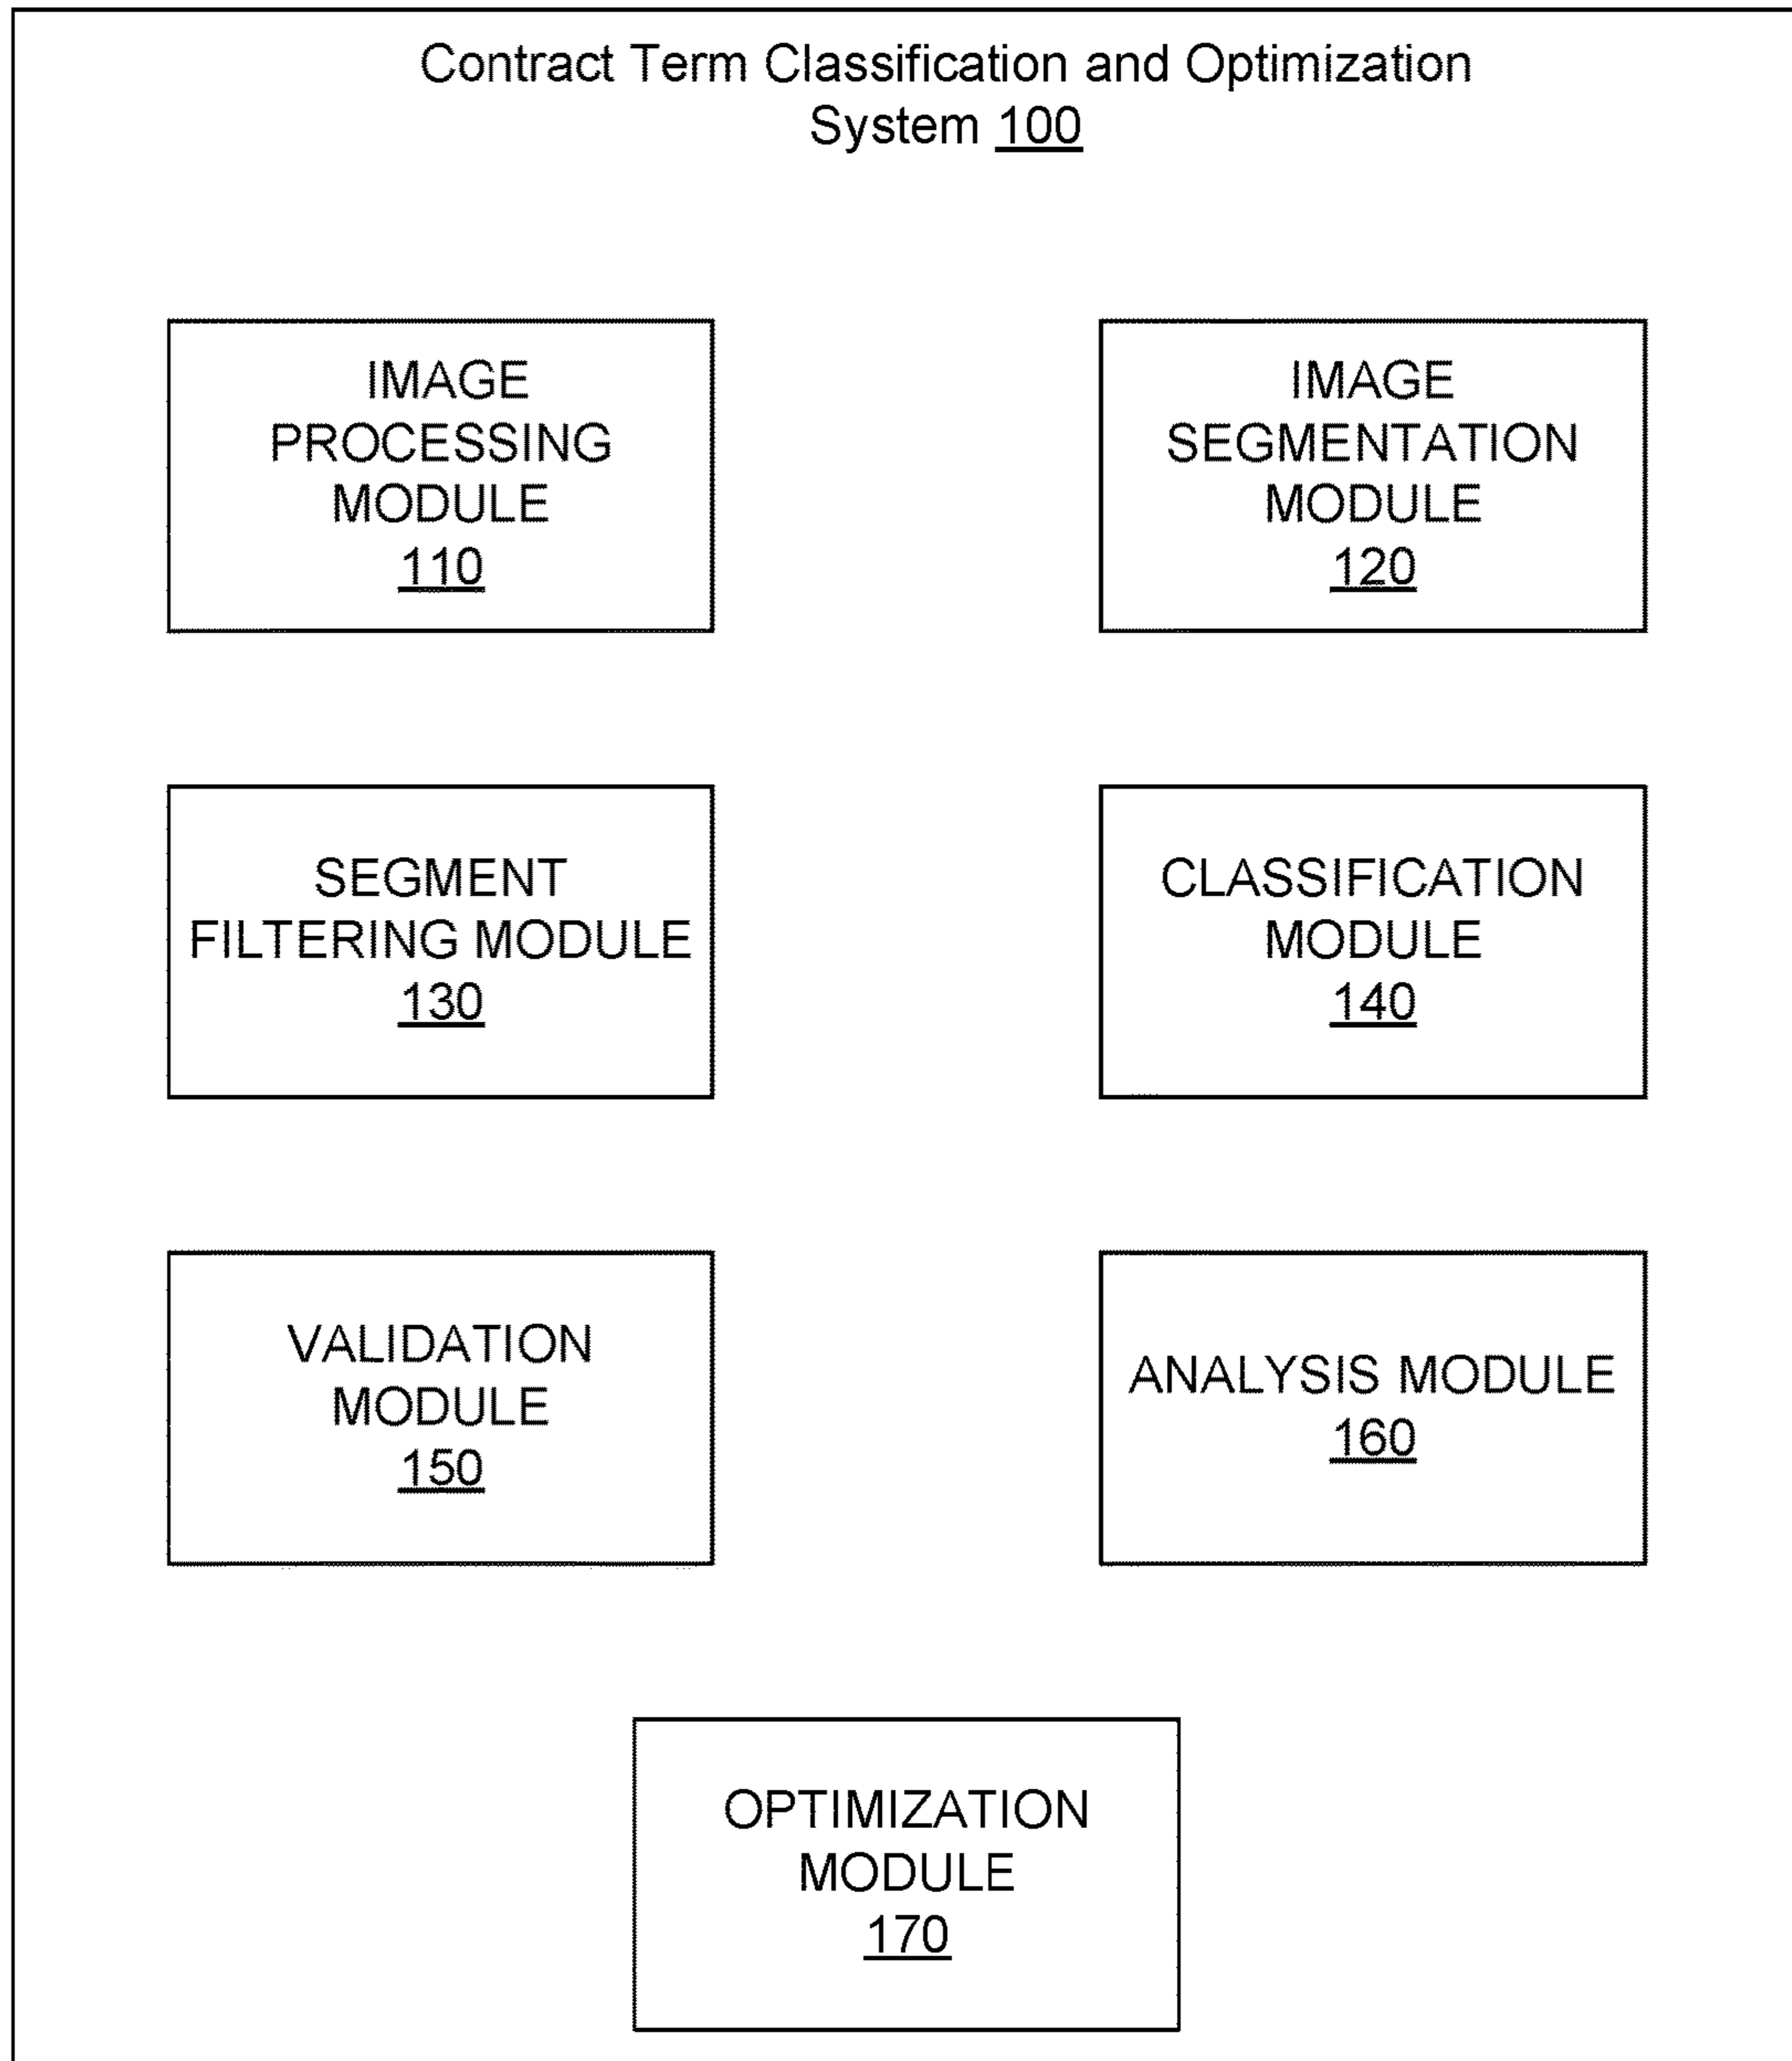 Contract Term Classification and Optimization
System 100
IMAGE
PROCESSING
MODULE
110
IMAGE
SEGMENTATION
MODULE
120
SEGMENT
FILTERING MODULE
130
CLASSIFICATION
MODULE
140
VALIDATION
MODULE
150
ANALYSIS MODULE
160
OPTIMIZATION
MODULE
170